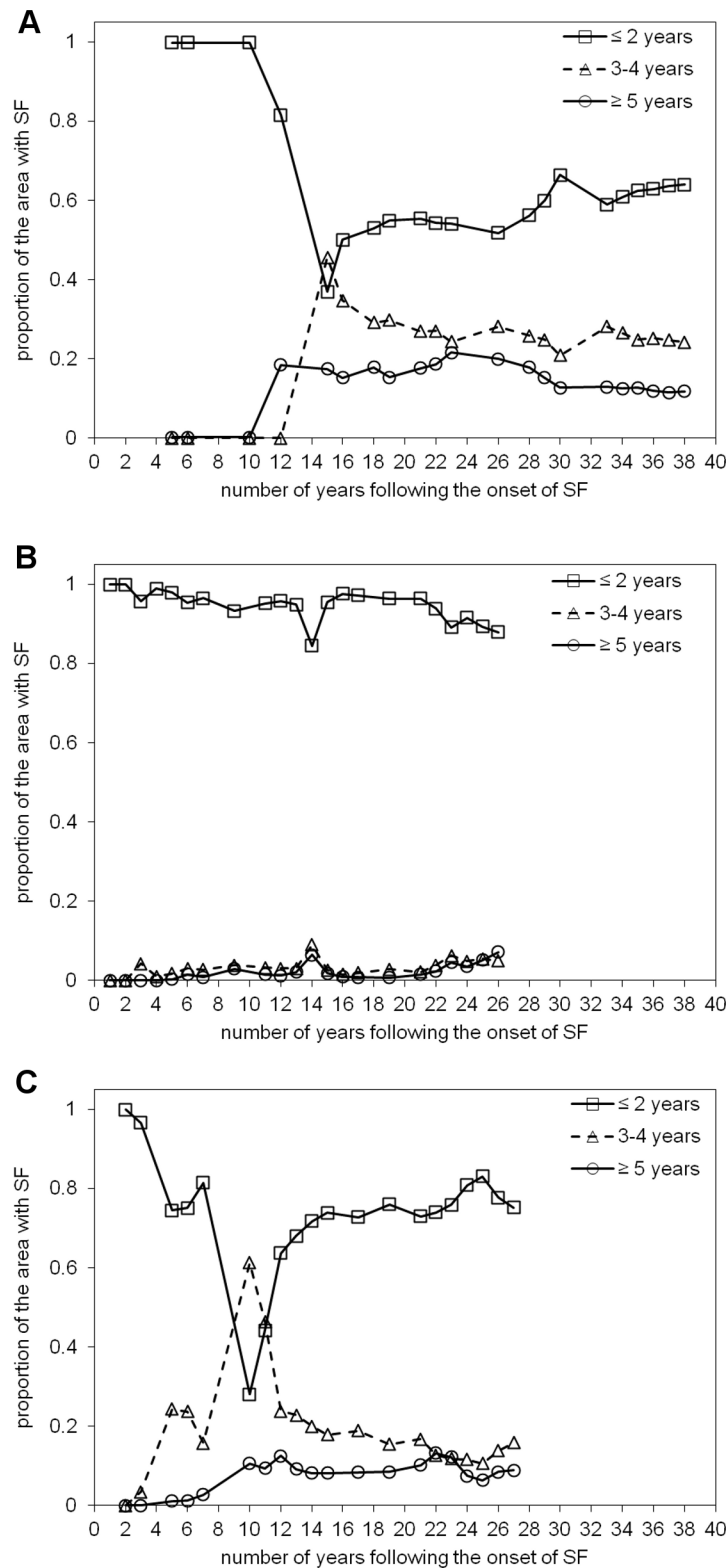 A
≤ 2 years
3-4 years
≥ 5 years
proportion of the area with SF
1
0.8
0.6
0.4
0.2
0
0 2 4 6 8 10 12 14 16 18 20 22 24 26 28 30 32 34 36 38 40
number of years following the onset of SF
B
≤ 2 years
3-4 years
≥ 5 years
proportion of the area with SF
1
0.8
0.6
0.4
0.2
0
0 2 4 6 8 10 12 14 16 18 20 22 24 26 28 30 32 34 36 38 40
number of years following the onset of SF
C
≤ 2 years
3-4 years
≥ 5 years
proportion of the area with SF
1
0.8
0.6
0.4
0.2
0
0 2 4 6 8 10 12 14 16 18 20 22 24 26 28 30 32 34 36 38 40
number of years following the onset of SF